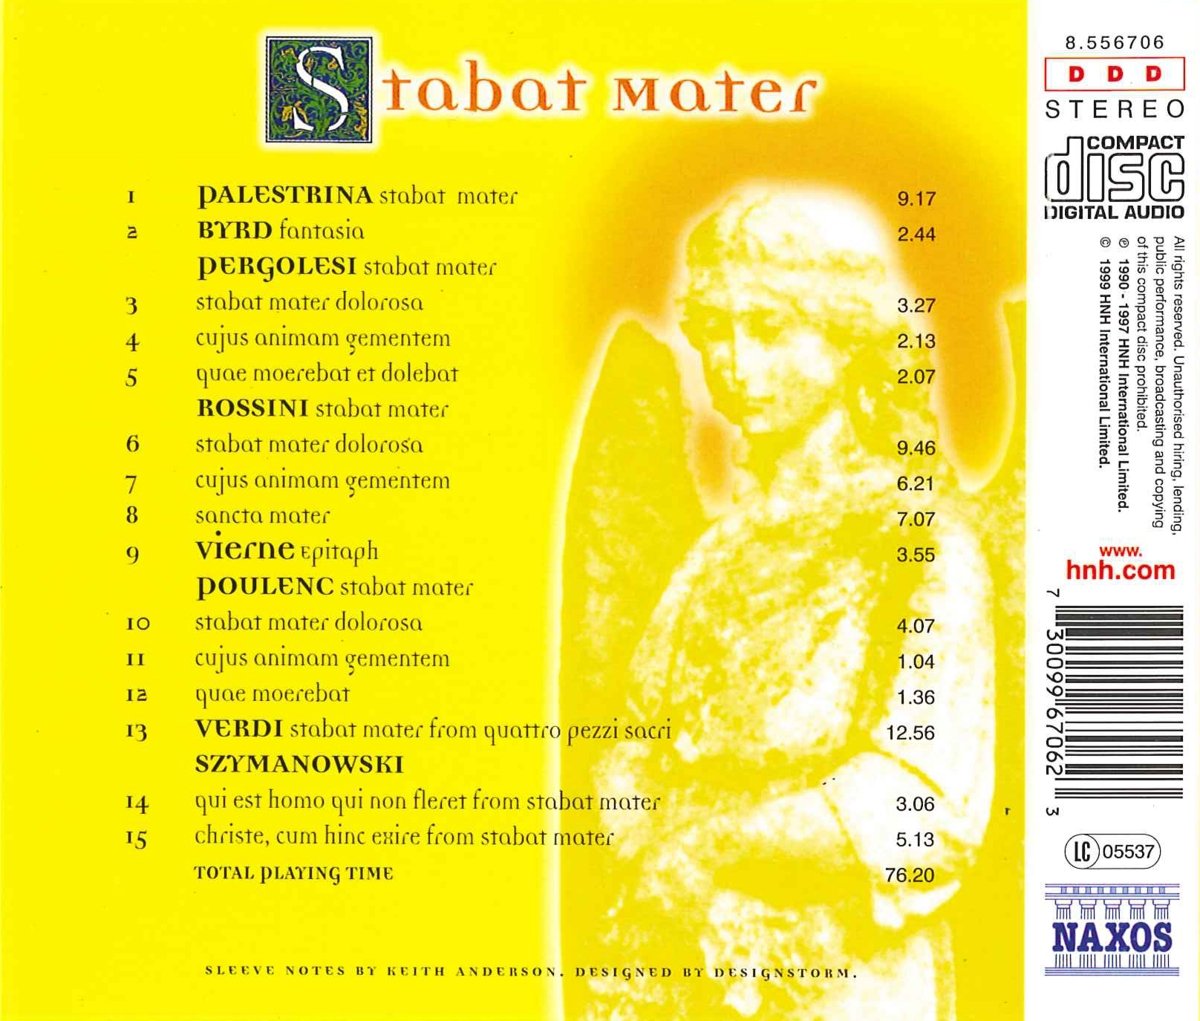 Stabat Mater
1 PALESTRINA stabat mater 9.17
2 BYRD fantasia 2.44
PERGOLESI stabat mater
3 stabat mater dolorosa 3.27
4 cujus animam gementem 2.13
5 quae moerebat et dolebat 2.07
ROSSINI stabat mater
6 stabat mater dolorosa 9.46
7 cujus animam gementem 6.21
8 sancta mater 7.07
9 VIERNE Epitaph 3.55
POULENC stabat mater
10 stabat mater dolorosa 4.07
11 cujus animam gementem 1.04
12 quae moerebat 1.36
13 VERDI stabat mater from quattro pezzi sacri 12.56
SZYMANOWSKI
14 qui est homo qui non fleret from stabat mater 3.06
15 christe, cum hinc exire from stabat mater 5.13
TOTAL PLAYING TIME 76.20
SLEEVE NOTES BY KEITH ANDERSON. DESIGNED BY DESIGNSTORM.
8.556706
D D D
STEREO
COMPACT
disc
DIGITAL AUDIO
All rights reserved. Unauthorised hiring, lending,
public performance, broadcasting and copying
of this compact disc prohibited.
℗ 1990 - 1997 HNH International Limited.
© 1999 HNH International Limited.
www.
hnh.com
7 30099 67062 3
LC 05537
NAXOS